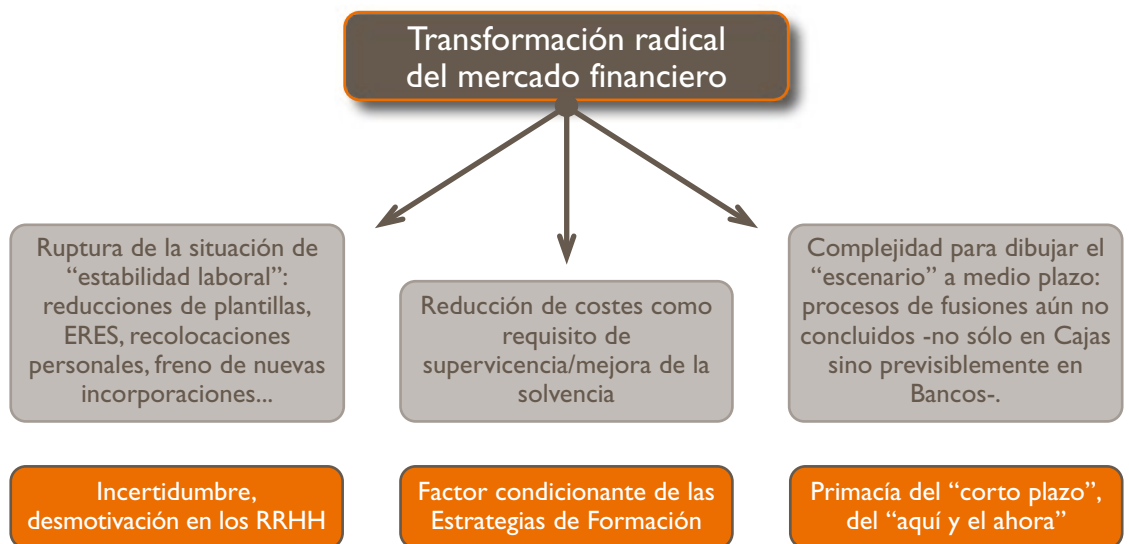 Transformación radical
del mercado financiero
Ruptura de la situación de
“estabilidad laboral”:
reducciones de plantillas,
ERES, recolocaciones
personales, freno de nuevas
incorporaciones...
Reducción de costes como
requisito de
supervicencia/mejora de la
solvencia
Complejidad para dibujar el
“escenario” a medio plazo:
procesos de fusiones aún no
concluidos -no sólo en Cajas
sino previsiblemente en
Bancos-.
Incertidumbre,
desmotivación en los RRHH
Factor condicionante de las
Estrategias de Formación
Primacía del “corto plazo”,
del “aquí y el ahora”